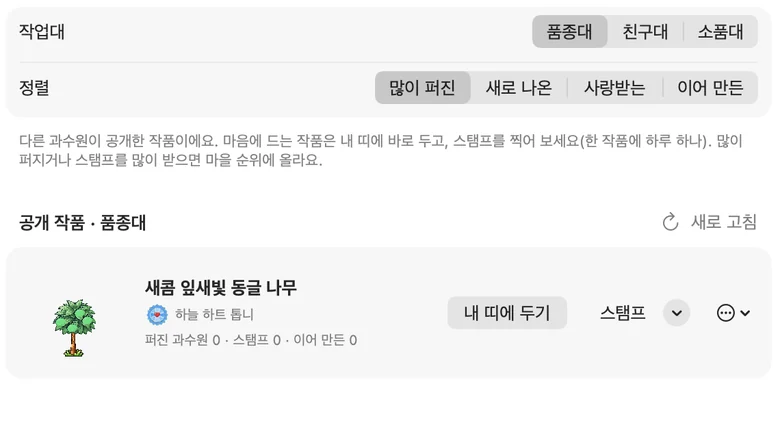 작업대 품종대 친구대 소품대
정렬 많이 퍼진 새로 나온 사랑받는 이어 만든
다른 과수원이 공개한 작품이에요. 마음에 드는 작품은 내 띠에 바로 두고, 스탬프를 찍어 보세요(한 작품에 하루 하나). 많이
퍼지거나 스탬프를 많이 받으면 마을 순위에 올라요.
공개 작품 · 품종대 새로 고침
새콤 잎새빛 동글 나무
하늘 하트 톱니
내 띠에 두기 스탬프
퍼진 과수원 0 · 스탬프 0 · 이어 만든 0